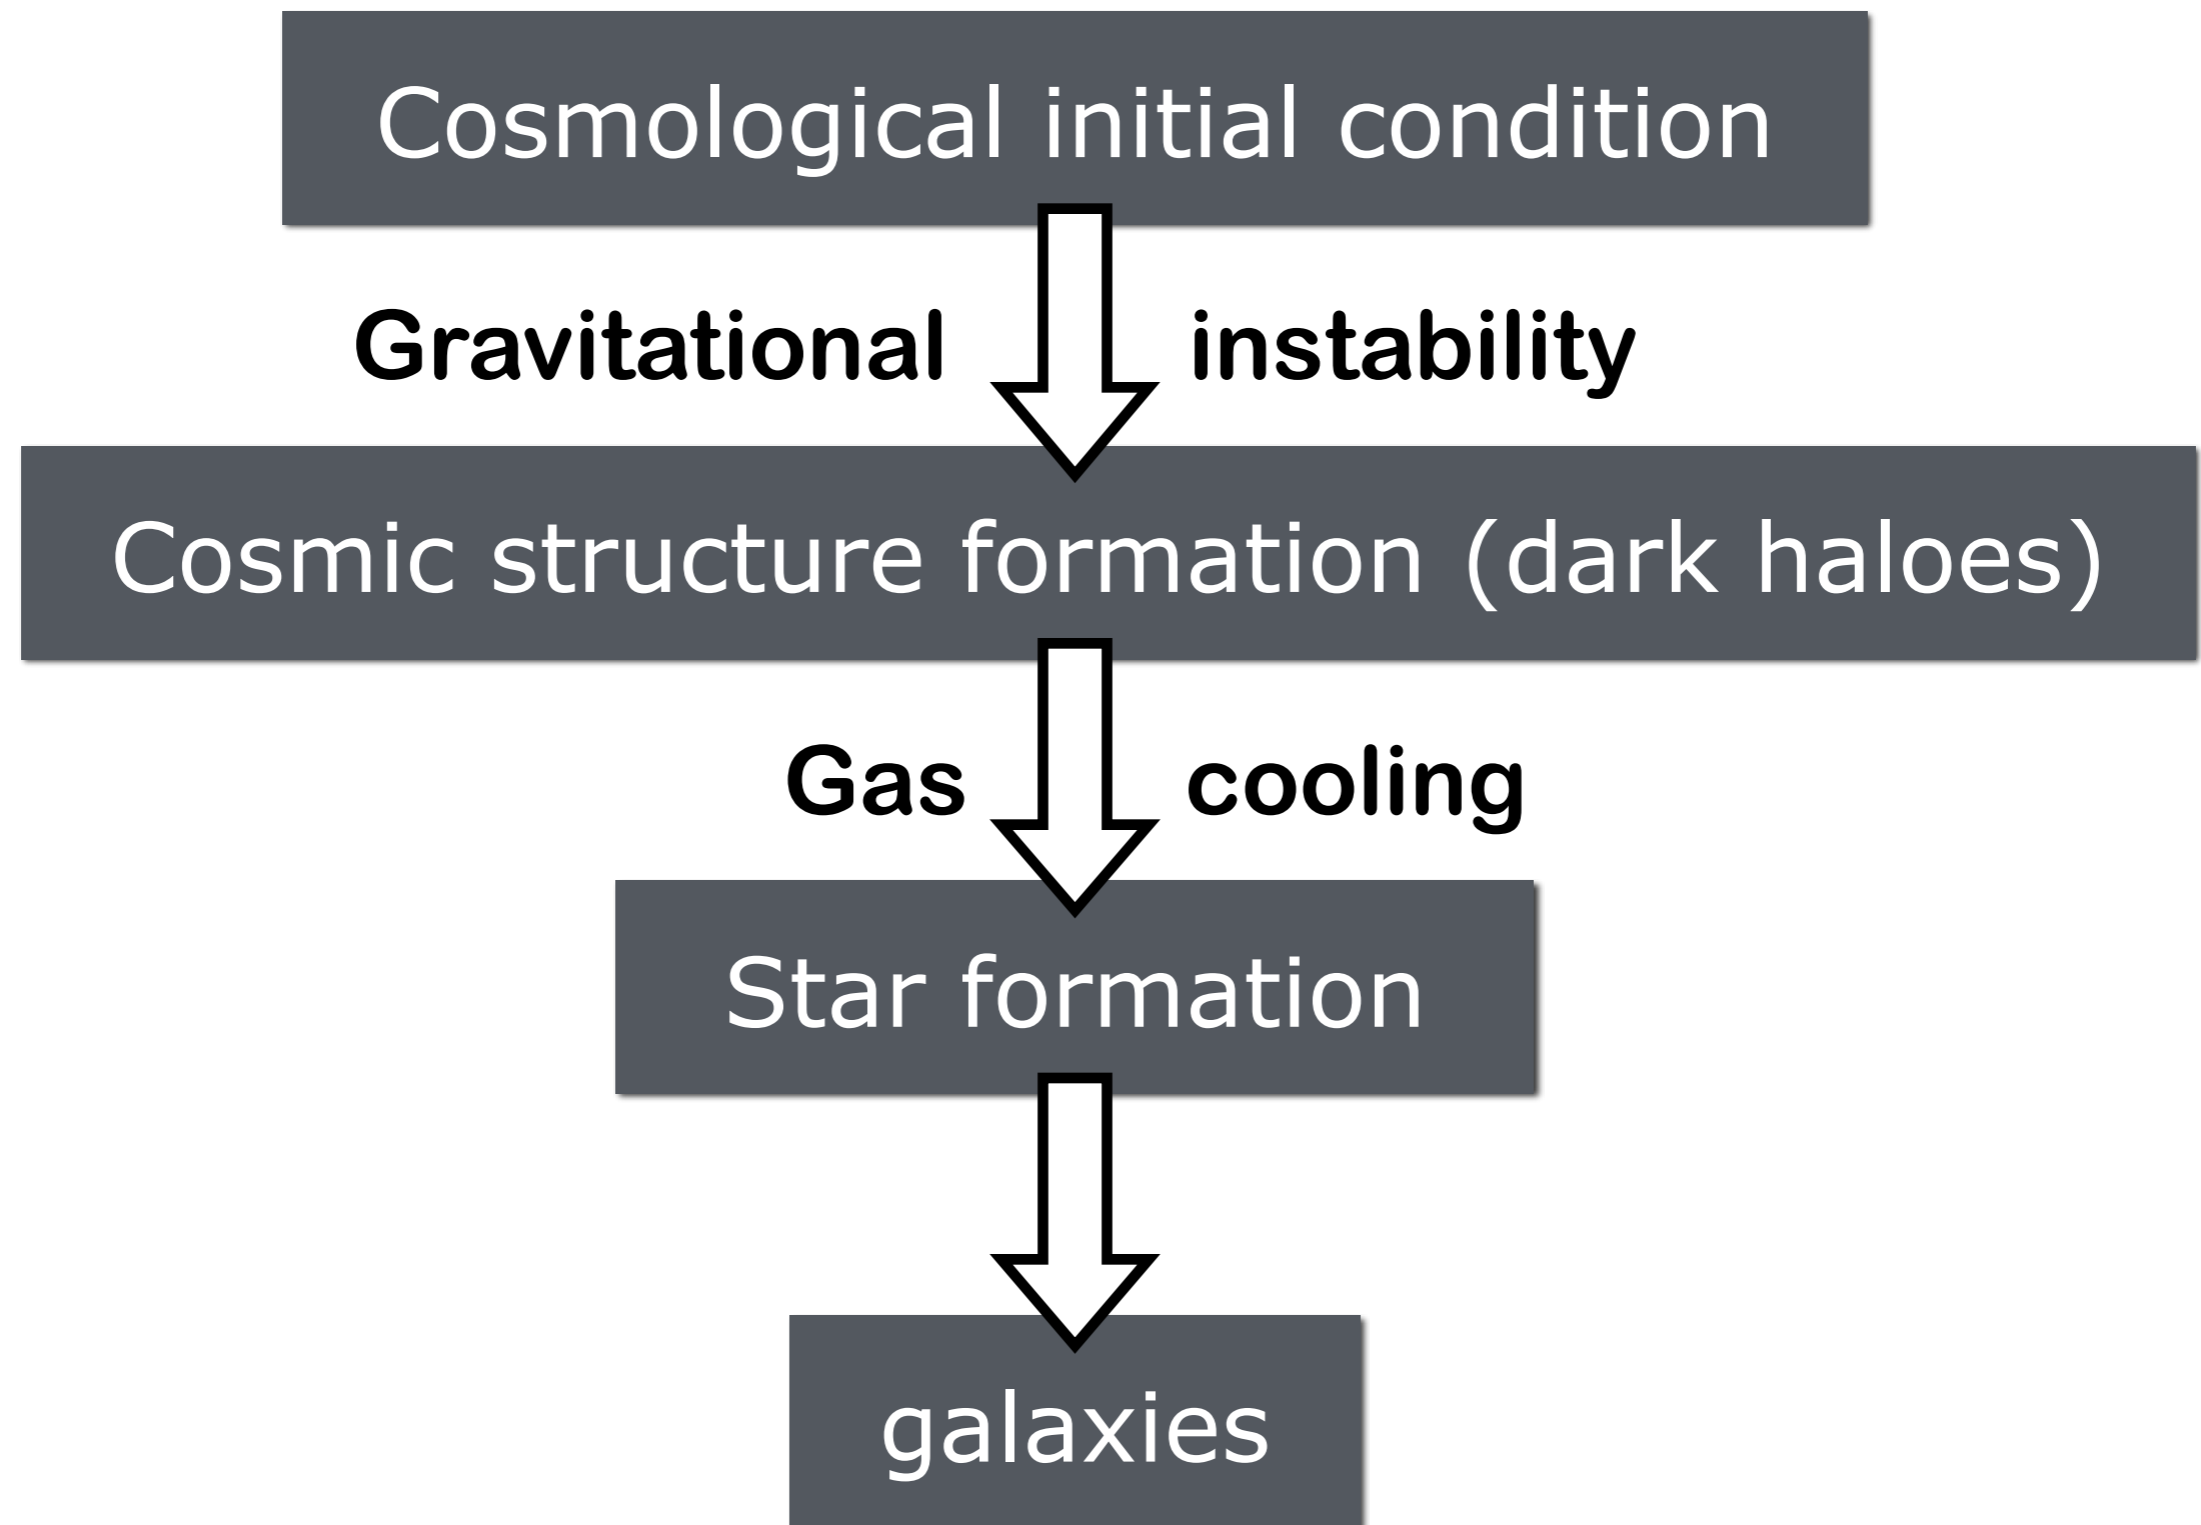 Cosmological initial condition
Gravitational instability
Cosmic structure formation (dark haloes)
Gas cooling
Star formation
galaxies